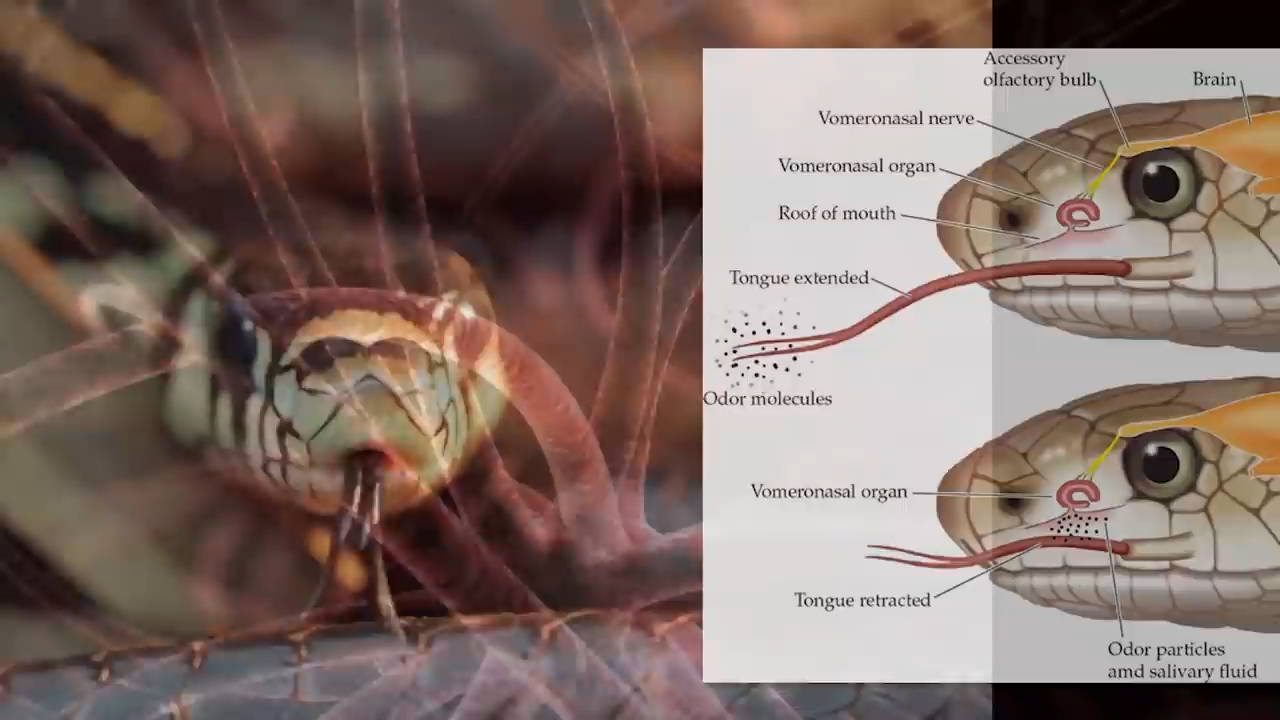 Accessory
olfactory bulb
Brain
Vomeronasal nerve
Vomeronasal organ
Roof of mouth
Tongue extended
Odor molecules
Vomeronasal organ
Tongue retracted
Odor particles
amd salivary fluid